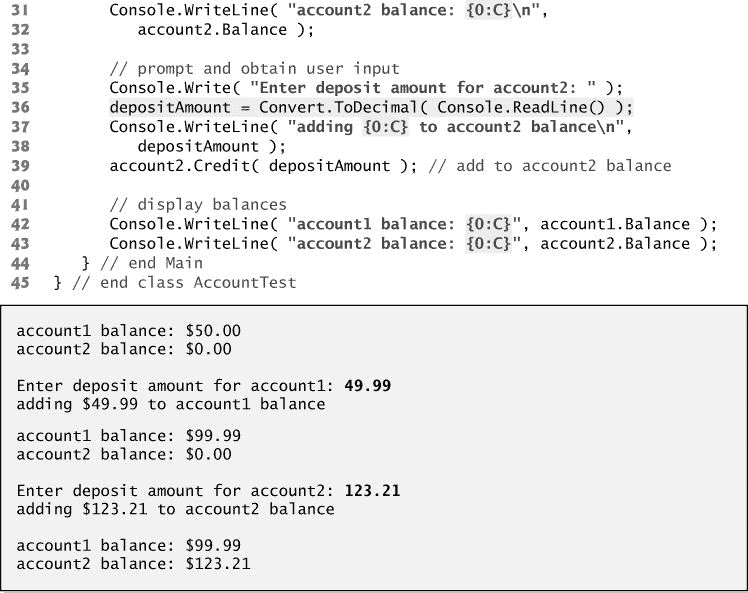 31 Console.WriteLine( "account2 balance: {0:C}\n",
32 account2.Balance );
33
34 // prompt and obtain user input
35 Console.Write( "Enter deposit amount for account2: " );
36 depositAmount = Convert.ToDecimal( Console.ReadLine() );
37 Console.WriteLine( "adding {0:C} to account2 balance\n",
38 depositAmount );
39 account2.Credit( depositAmount ); // add to account2 balance
40
41 // display balances
42 Console.WriteLine( "account1 balance: {0:C}", account1.Balance );
43 Console.WriteLine( "account2 balance: {0:C}", account2.Balance );
44 } // end Main
45 } // end class AccountTest
account1 balance: $50.00
account2 balance: $0.00
Enter deposit amount for account1: 49.99
adding $49.99 to account1 balance
account1 balance: $99.99
account2 balance: $0.00
Enter deposit amount for account2: 123.21
adding $123.21 to account2 balance
account1 balance: $99.99
account2 balance: $123.21